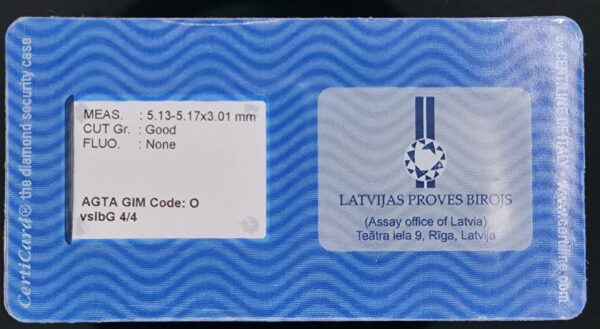 CertiCard® the diamond security case
MEAS. : 5.13-5.17x3.01 mm
CUT Gr. : Good
FLUO. : None
AGTA GIM Code: O
vslbG 4/4
LATVIJAS PROVES BIROJS
(Assay office of Latvia)
Teātra iela 9, Rīga, Latvija